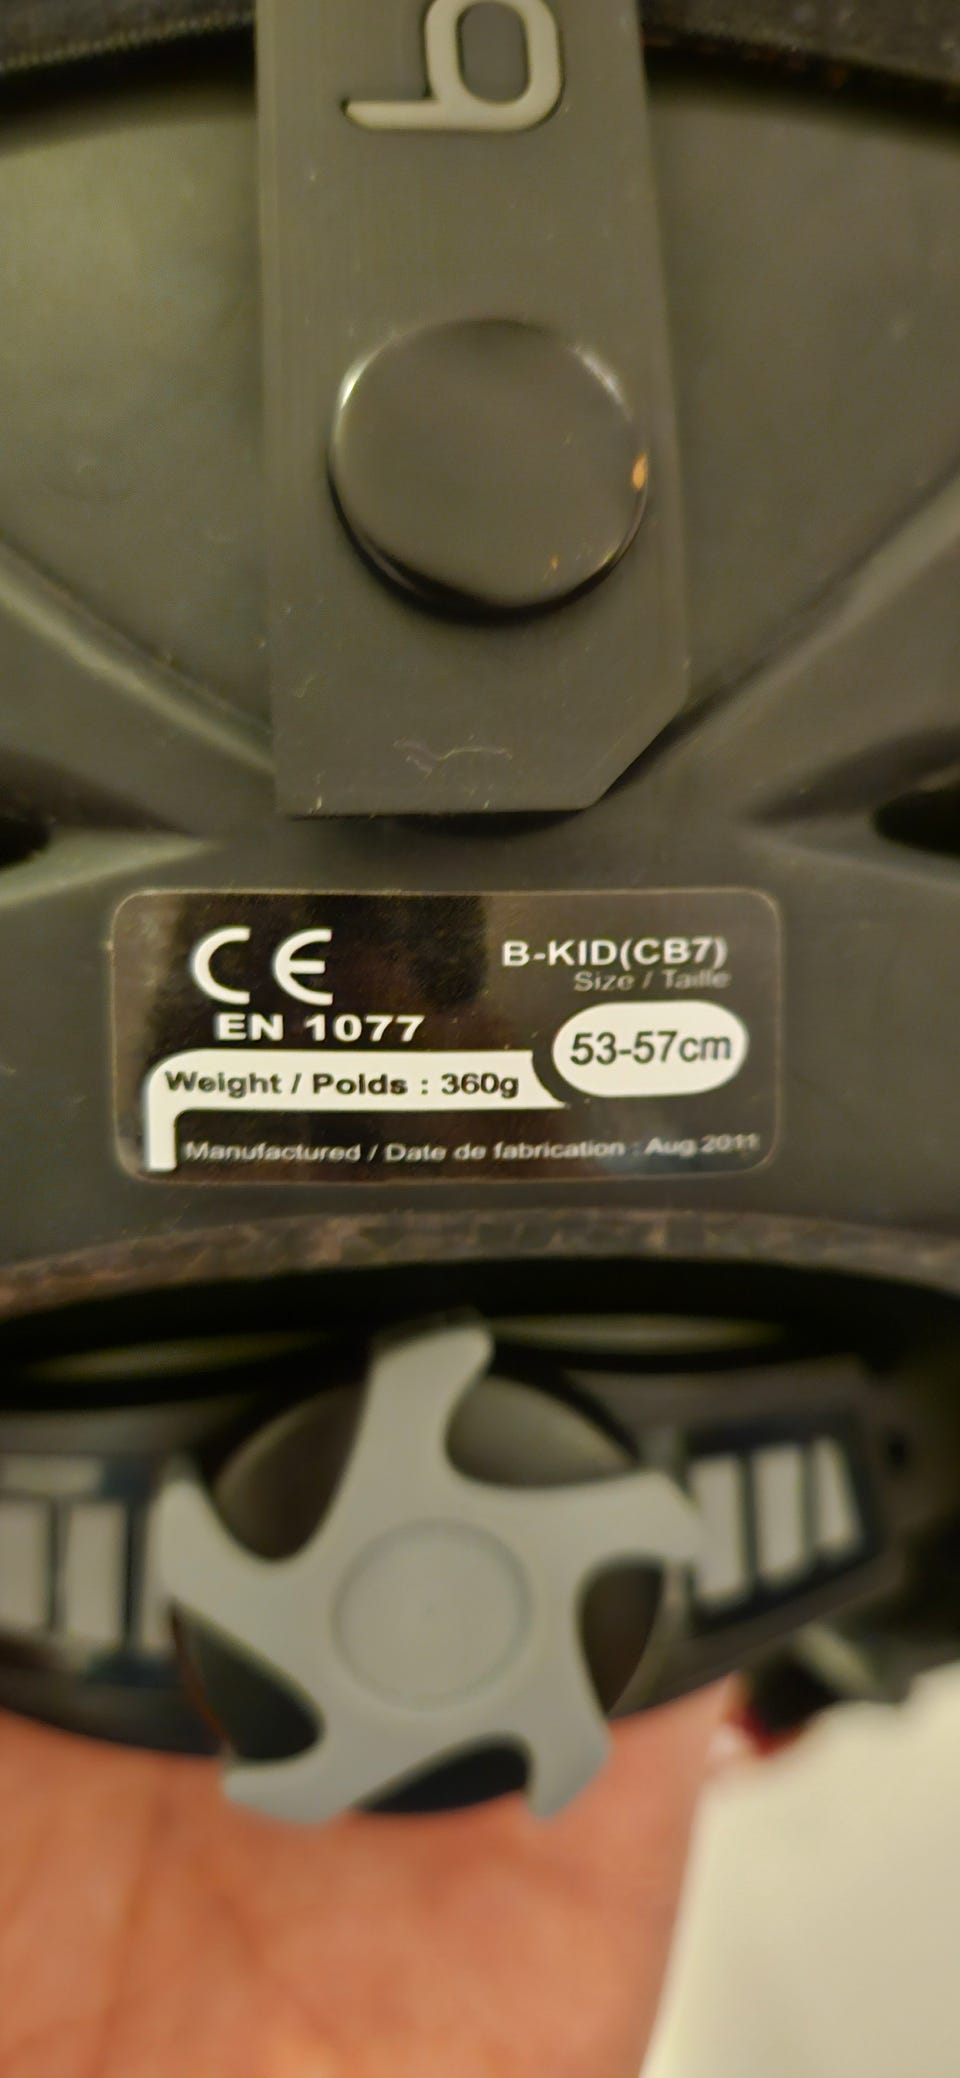 b
CE
EN 1077
B-KID(CB7)
Size / Taille
53-57cm
Weight / Polds : 360g
Manufactured / Date de fabrication : Aug.2011